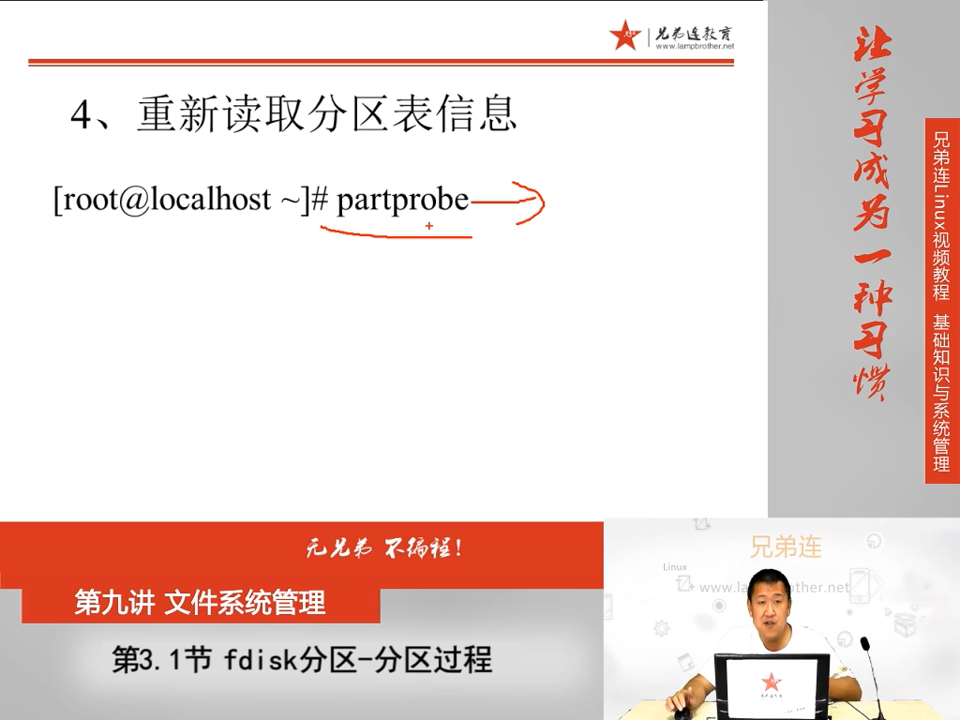 兄弟连教育
www.lampbrother.net
4、重新读取分区表信息
[root@localhost ~]# partprobe
让学习成为一种习惯
兄弟连Linux视频教程 基础知识与系统管理
无兄弟 不编程!
第九讲 文件系统管理
第3.1节 fdisk分区-分区过程
兄弟连
Linux